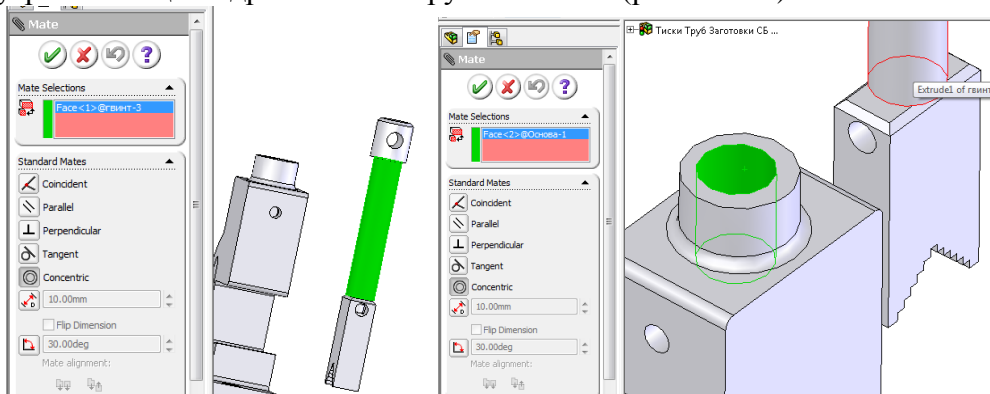 Mate
Mate Selections
Face<1>@гвинт-3
Standard Mates
Coincident
Parallel
Perpendicular
Tangent
Concentric
10.00mm
Flip Dimension
30.00deg
Mate alignment:
Mate
Mate Selections
Face<2>@Основа-1
Standard Mates
Coincident
Parallel
Perpendicular
Tangent
Concentric
10.00mm
Flip Dimension
30.00deg
Mate alignment:
Тиски Труб Заготовки СБ ...
Extrude1 of гвинт